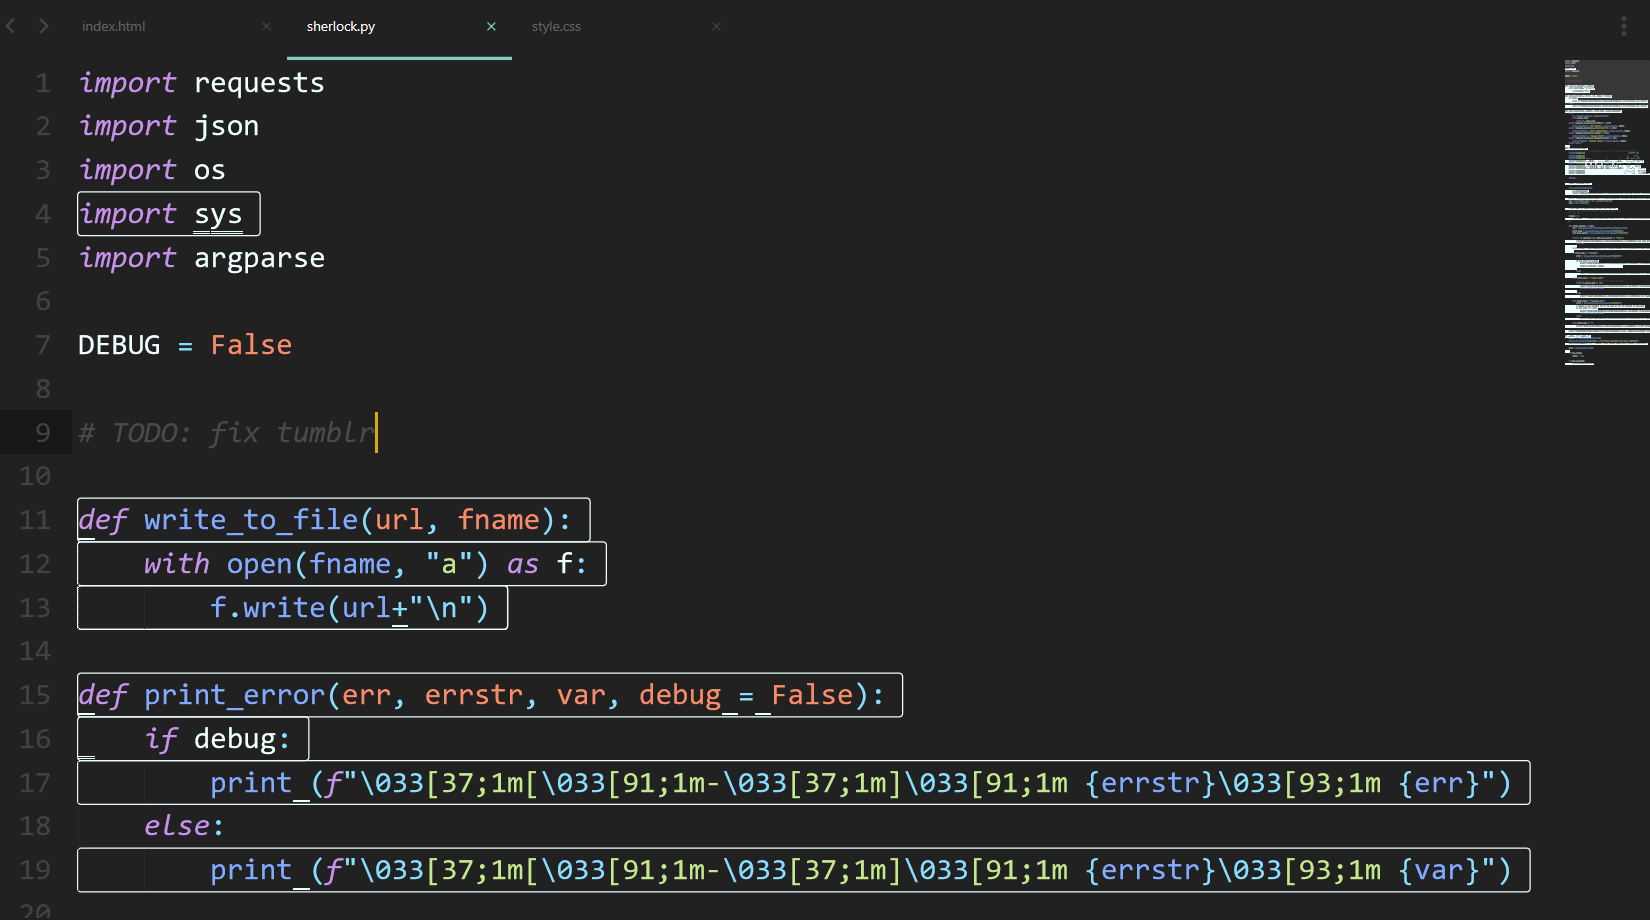 index.html × sherlock.py × style.css ×
1 import requests
2 import json
3 import os
4 import sys
5 import argparse
6
7 DEBUG = False
8
9 # TODO: fix tumblr
10
11 def write_to_file(url, fname):
12     with open(fname, "a") as f:
13         f.write(url+"\n")
14
15 def print_error(err, errstr, var, debug = False):
16     if debug:
17         print (f"\033[37;1m[\033[91;1m-\033[37;1m]\033[91;1m {errstr}\033[93;1m {err}")
18     else:
19         print (f"\033[37;1m[\033[91;1m-\033[37;1m]\033[91;1m {errstr}\033[93;1m {var}")
20